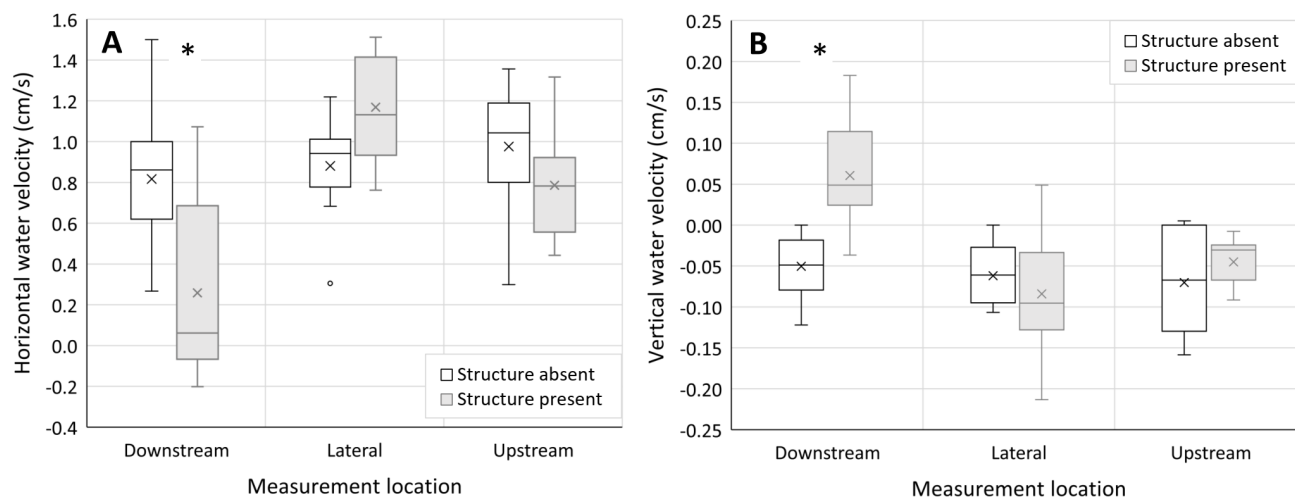 A
*
Horizontal water velocity (cm/s)
1.6
1.4
1.2
1.0
0.8
0.6
0.4
0.2
0.0
-0.2
-0.4
Structure absent
Structure present
Downstream
Lateral
Upstream
Measurement location
B
*
Vertical water velocity (cm/s)
0.25
0.20
0.15
0.10
0.05
0.00
-0.05
-0.10
-0.15
-0.20
-0.25
Structure absent
Structure present
Downstream
Lateral
Upstream
Measurement location